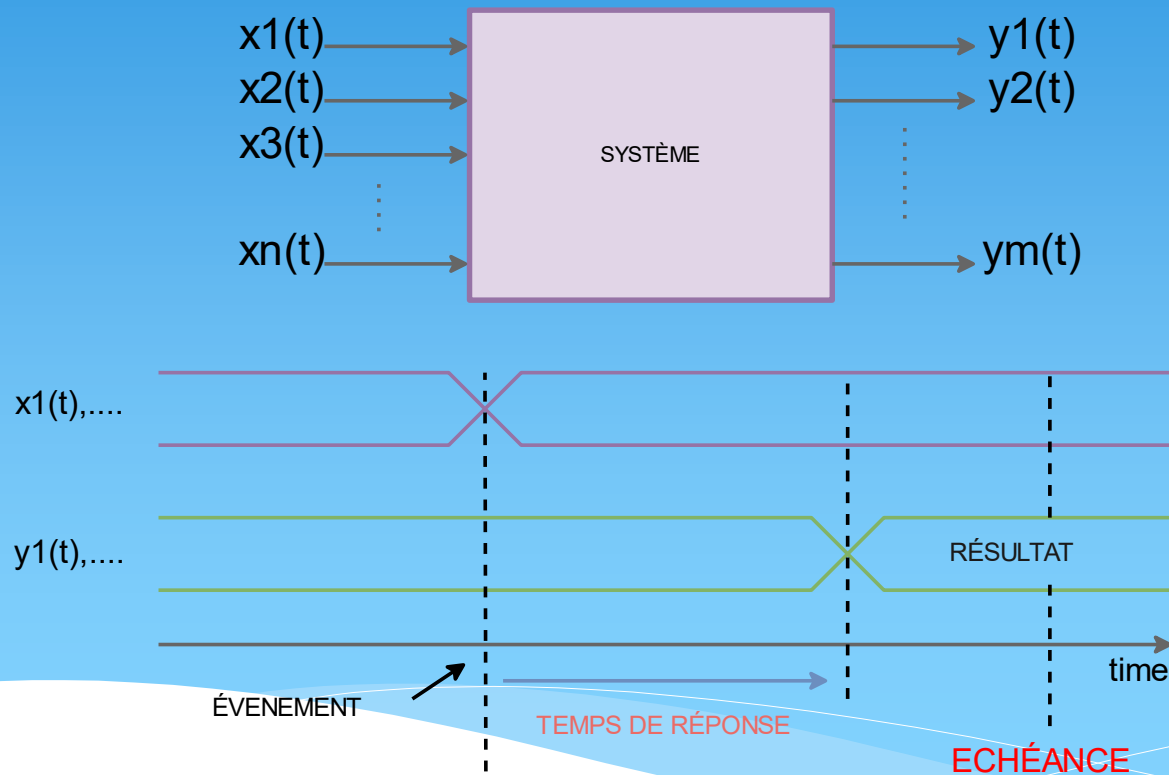 x1(t)
y1(t)
x2(t)
y2(t)
x3(t)
SYSTÈME
xn(t)
ym(t)
x1(t),....
y1(t),....
RÉSULTAT
time
ÉVENEMENT
TEMPS DE RÉPONSE
ECHÉANCE